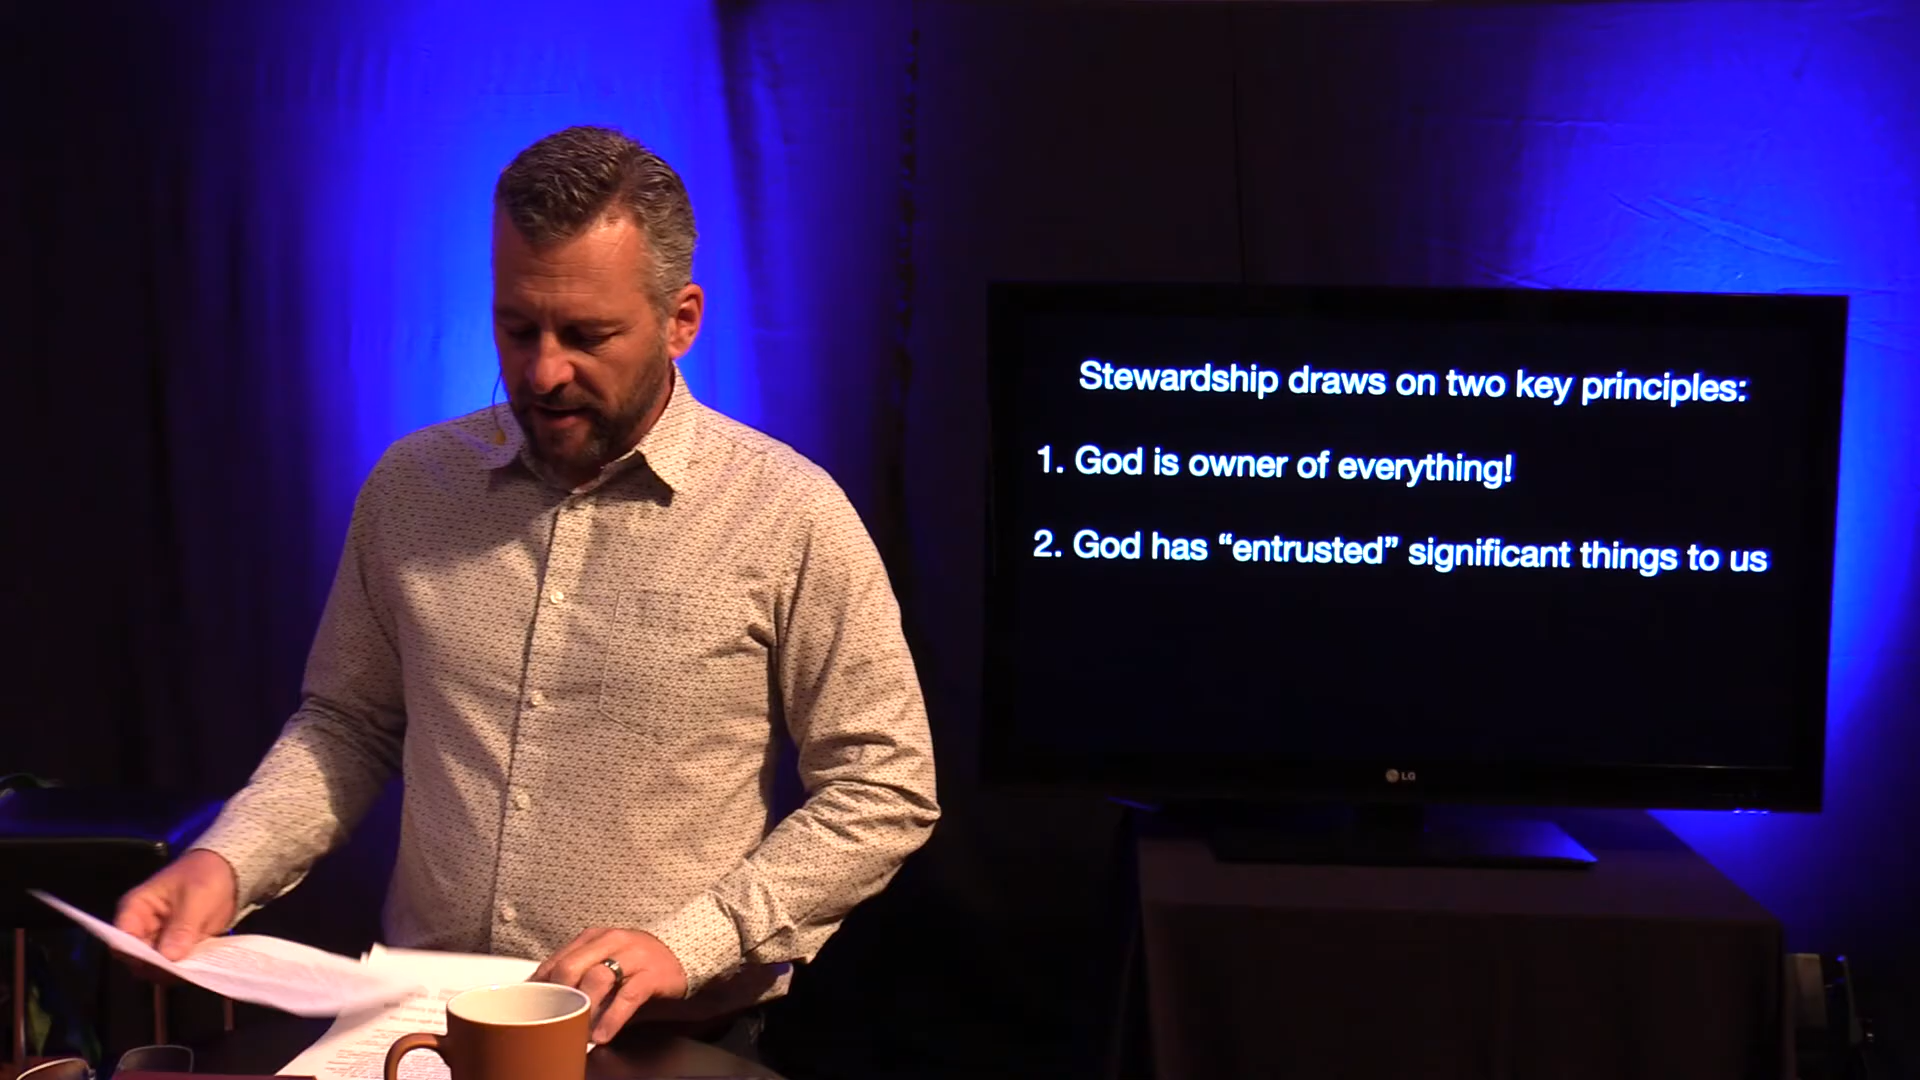 Stewardship draws on two key principles:
1. God is owner of everything!
2. God has “entrusted” significant things to us
LG